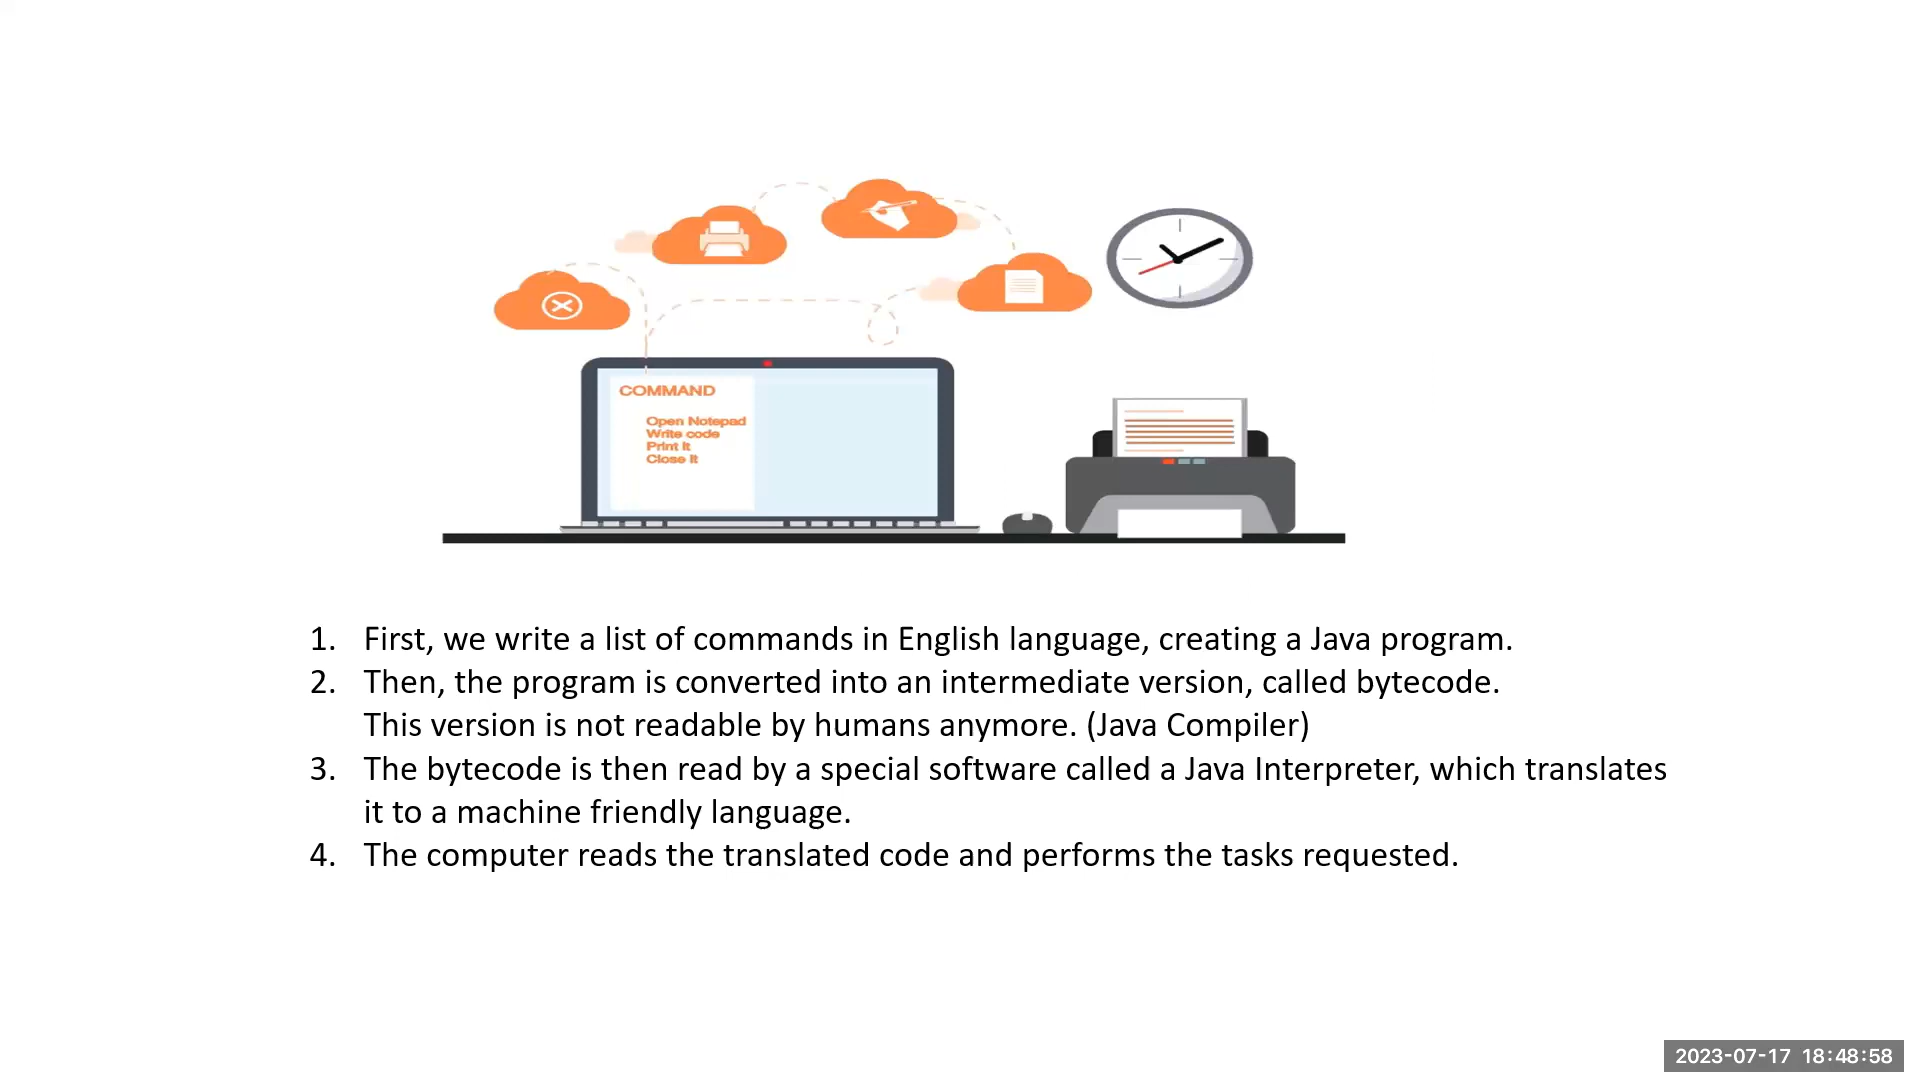 COMMAND
Open Notepad
Write code
Print It
Close It
1. First, we write a list of commands in English language, creating a Java program.
2. Then, the program is converted into an intermediate version, called bytecode.
This version is not readable by humans anymore. (Java Compiler)
3. The bytecode is then read by a special software called a Java Interpreter, which translates
it to a machine friendly language.
4. The computer reads the translated code and performs the tasks requested.
2023-07-17 18:48:58